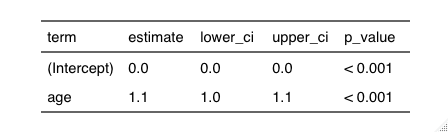 term estimate lower_ci upper_ci p_value
(Intercept) 0.0 0.0 0.0 < 0.001
age 1.1 1.0 1.1 < 0.001